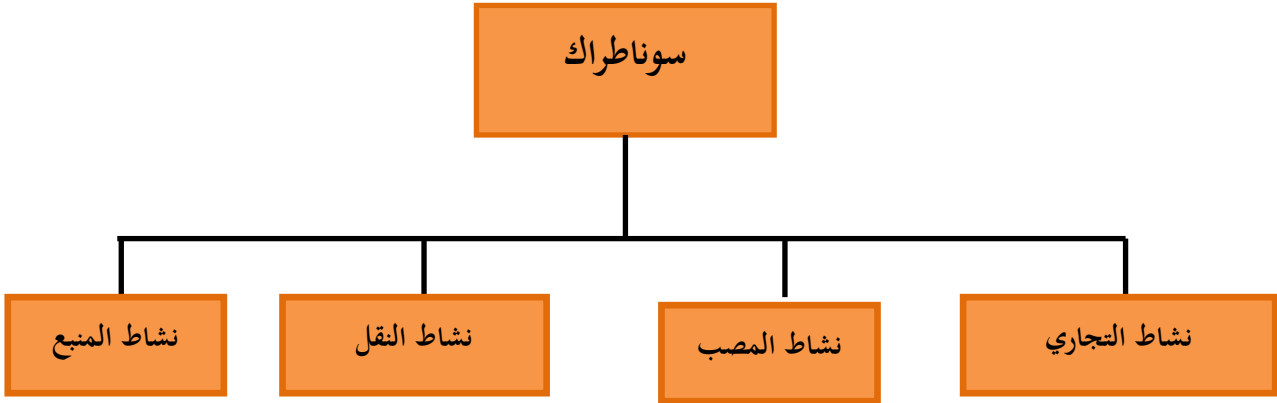 سوناطراك
نشاط التجاري
نشاط المصب
نشاط النقل
نشاط المنبع